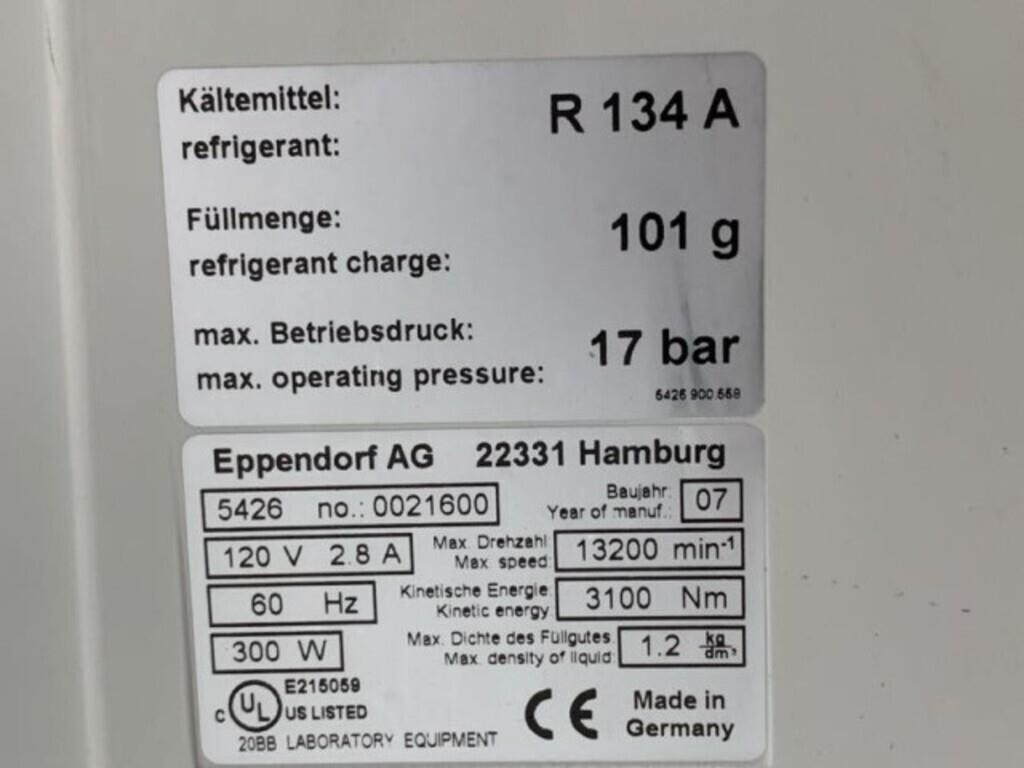 Kältemittel:
refrigerant:
R 134 A
Füllmenge:
refrigerant charge:
101 g
max. Betriebsdruck:
max. operating pressure:
17 bar
5426 900.558
Eppendorf AG 22331 Hamburg
5426 no.: 0021600
Baujahr:
Year of manuf.:
07
120 V 2.8 A
Max. Drehzahl
Max. speed:
13200 min-¹
60 Hz
Kinetische Energie
Kinetic energy
3100 Nm
300 W
Max. Dichte des Füllgutes
Max. density of liquid:
1.2 kg/dm³
c UL
E215059
US LISTED
20BB LABORATORY EQUIPMENT
CE
Made in
Germany